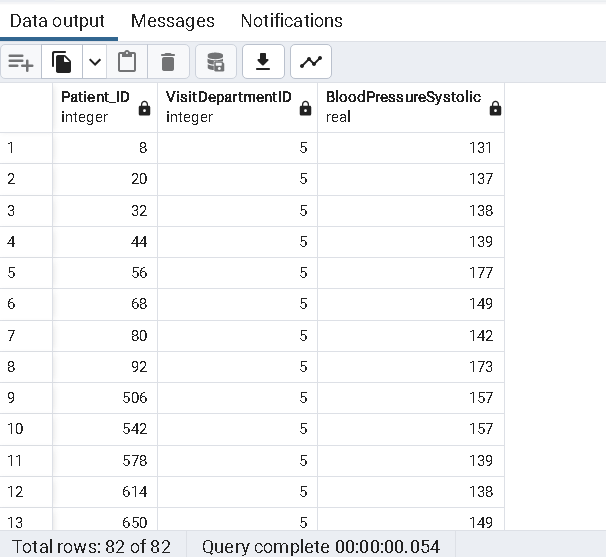 Data output Messages Notifications
Patient_ID VisitDepartmentID BloodPressureSystolic
integer integer real
1 8 5 131
2 20 5 137
3 32 5 138
4 44 5 139
5 56 5 177
6 68 5 149
7 80 5 142
8 92 5 173
9 506 5 157
10 542 5 157
11 578 5 139
12 614 5 138
13 650 5 149
Total rows: 82 of 82 Query complete 00:00:00.054